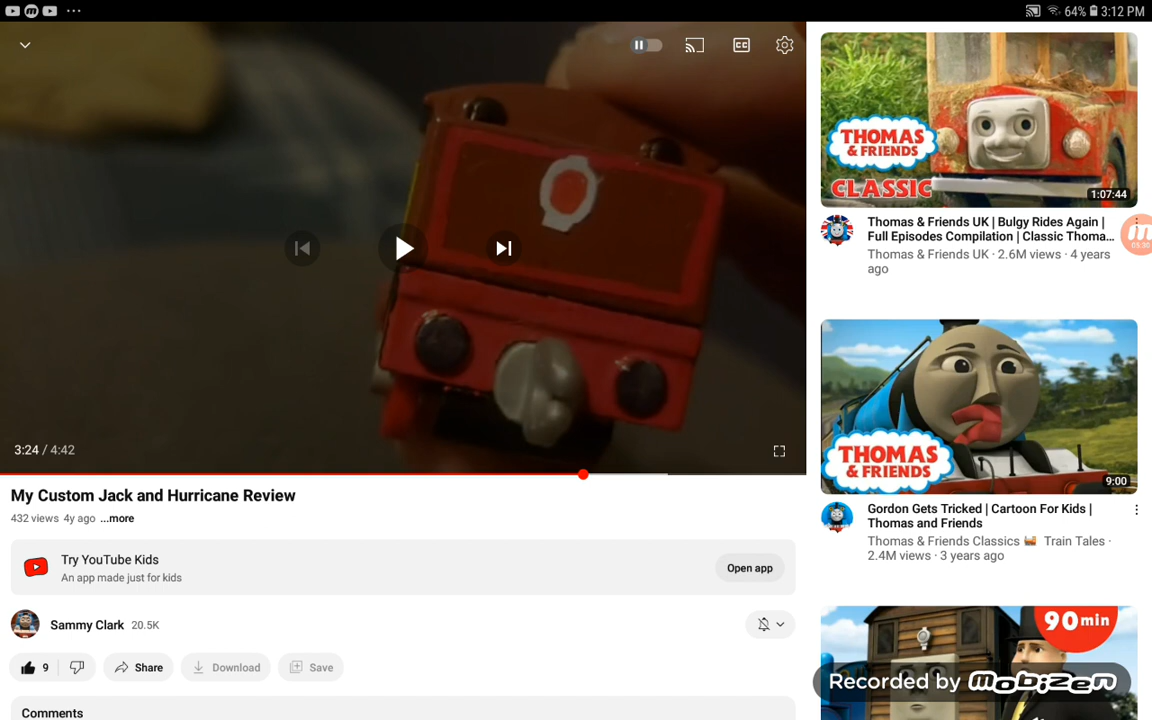 64% 3:12 PM
CC
3:24 / 4:42
My Custom Jack and Hurricane Review
432 views 4y ago ...more
Try YouTube Kids
An app made just for kids
Open app
Sammy Clark 20.5K
9
Share
Download
Save
Comments
THOMAS
& FRIENDS
CLASSIC
1:07:44
Thomas & Friends UK | Bulgy Rides Again |
Full Episodes Compilation | Classic Thoma...
Thomas & Friends UK · 2.6M views · 4 years
ago
THOMAS
& FRIENDS
9:00
Gordon Gets Tricked | Cartoon For Kids |
Thomas and Friends
Thomas & Friends Classics 🚂 Train Tales ·
2.4M views · 3 years ago
90min
Recorded by mobizen